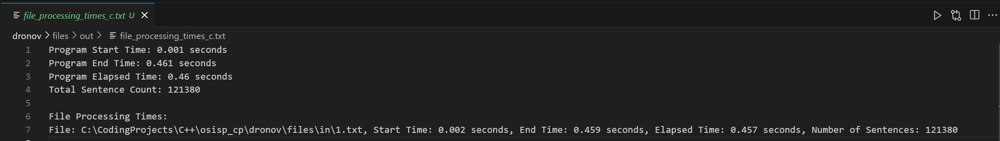 file_processing_times_c.txt U
dronov > files > out > file_processing_times_c.txt
1 Program Start Time: 0.001 seconds
2 Program End Time: 0.461 seconds
3 Program Elapsed Time: 0.46 seconds
4 Total Sentence Count: 121380
5
6 File Processing Times:
7 File: C:\CodingProjects\C++\osisp_cp\dronov\files\in\1.txt, Start Time: 0.002 seconds, End Time: 0.459 seconds, Elapsed Time: 0.457 seconds, Number of Sentences: 121380